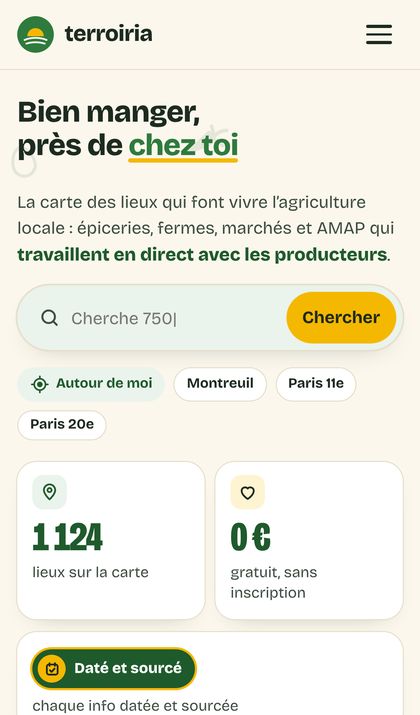 terroiria
Bien manger,
près de chez toi
La carte des lieux qui font vivre l’agriculture
locale : épiceries, fermes, marchés et AMAP qui
travaillent en direct avec les producteurs.
Cherche 750|
Chercher
Autour de moi
Montreuil
Paris 11e
Paris 20e
1 124
lieux sur la carte
0 €
gratuit, sans
inscription
Daté et sourcé
chaque info datée et sourcée